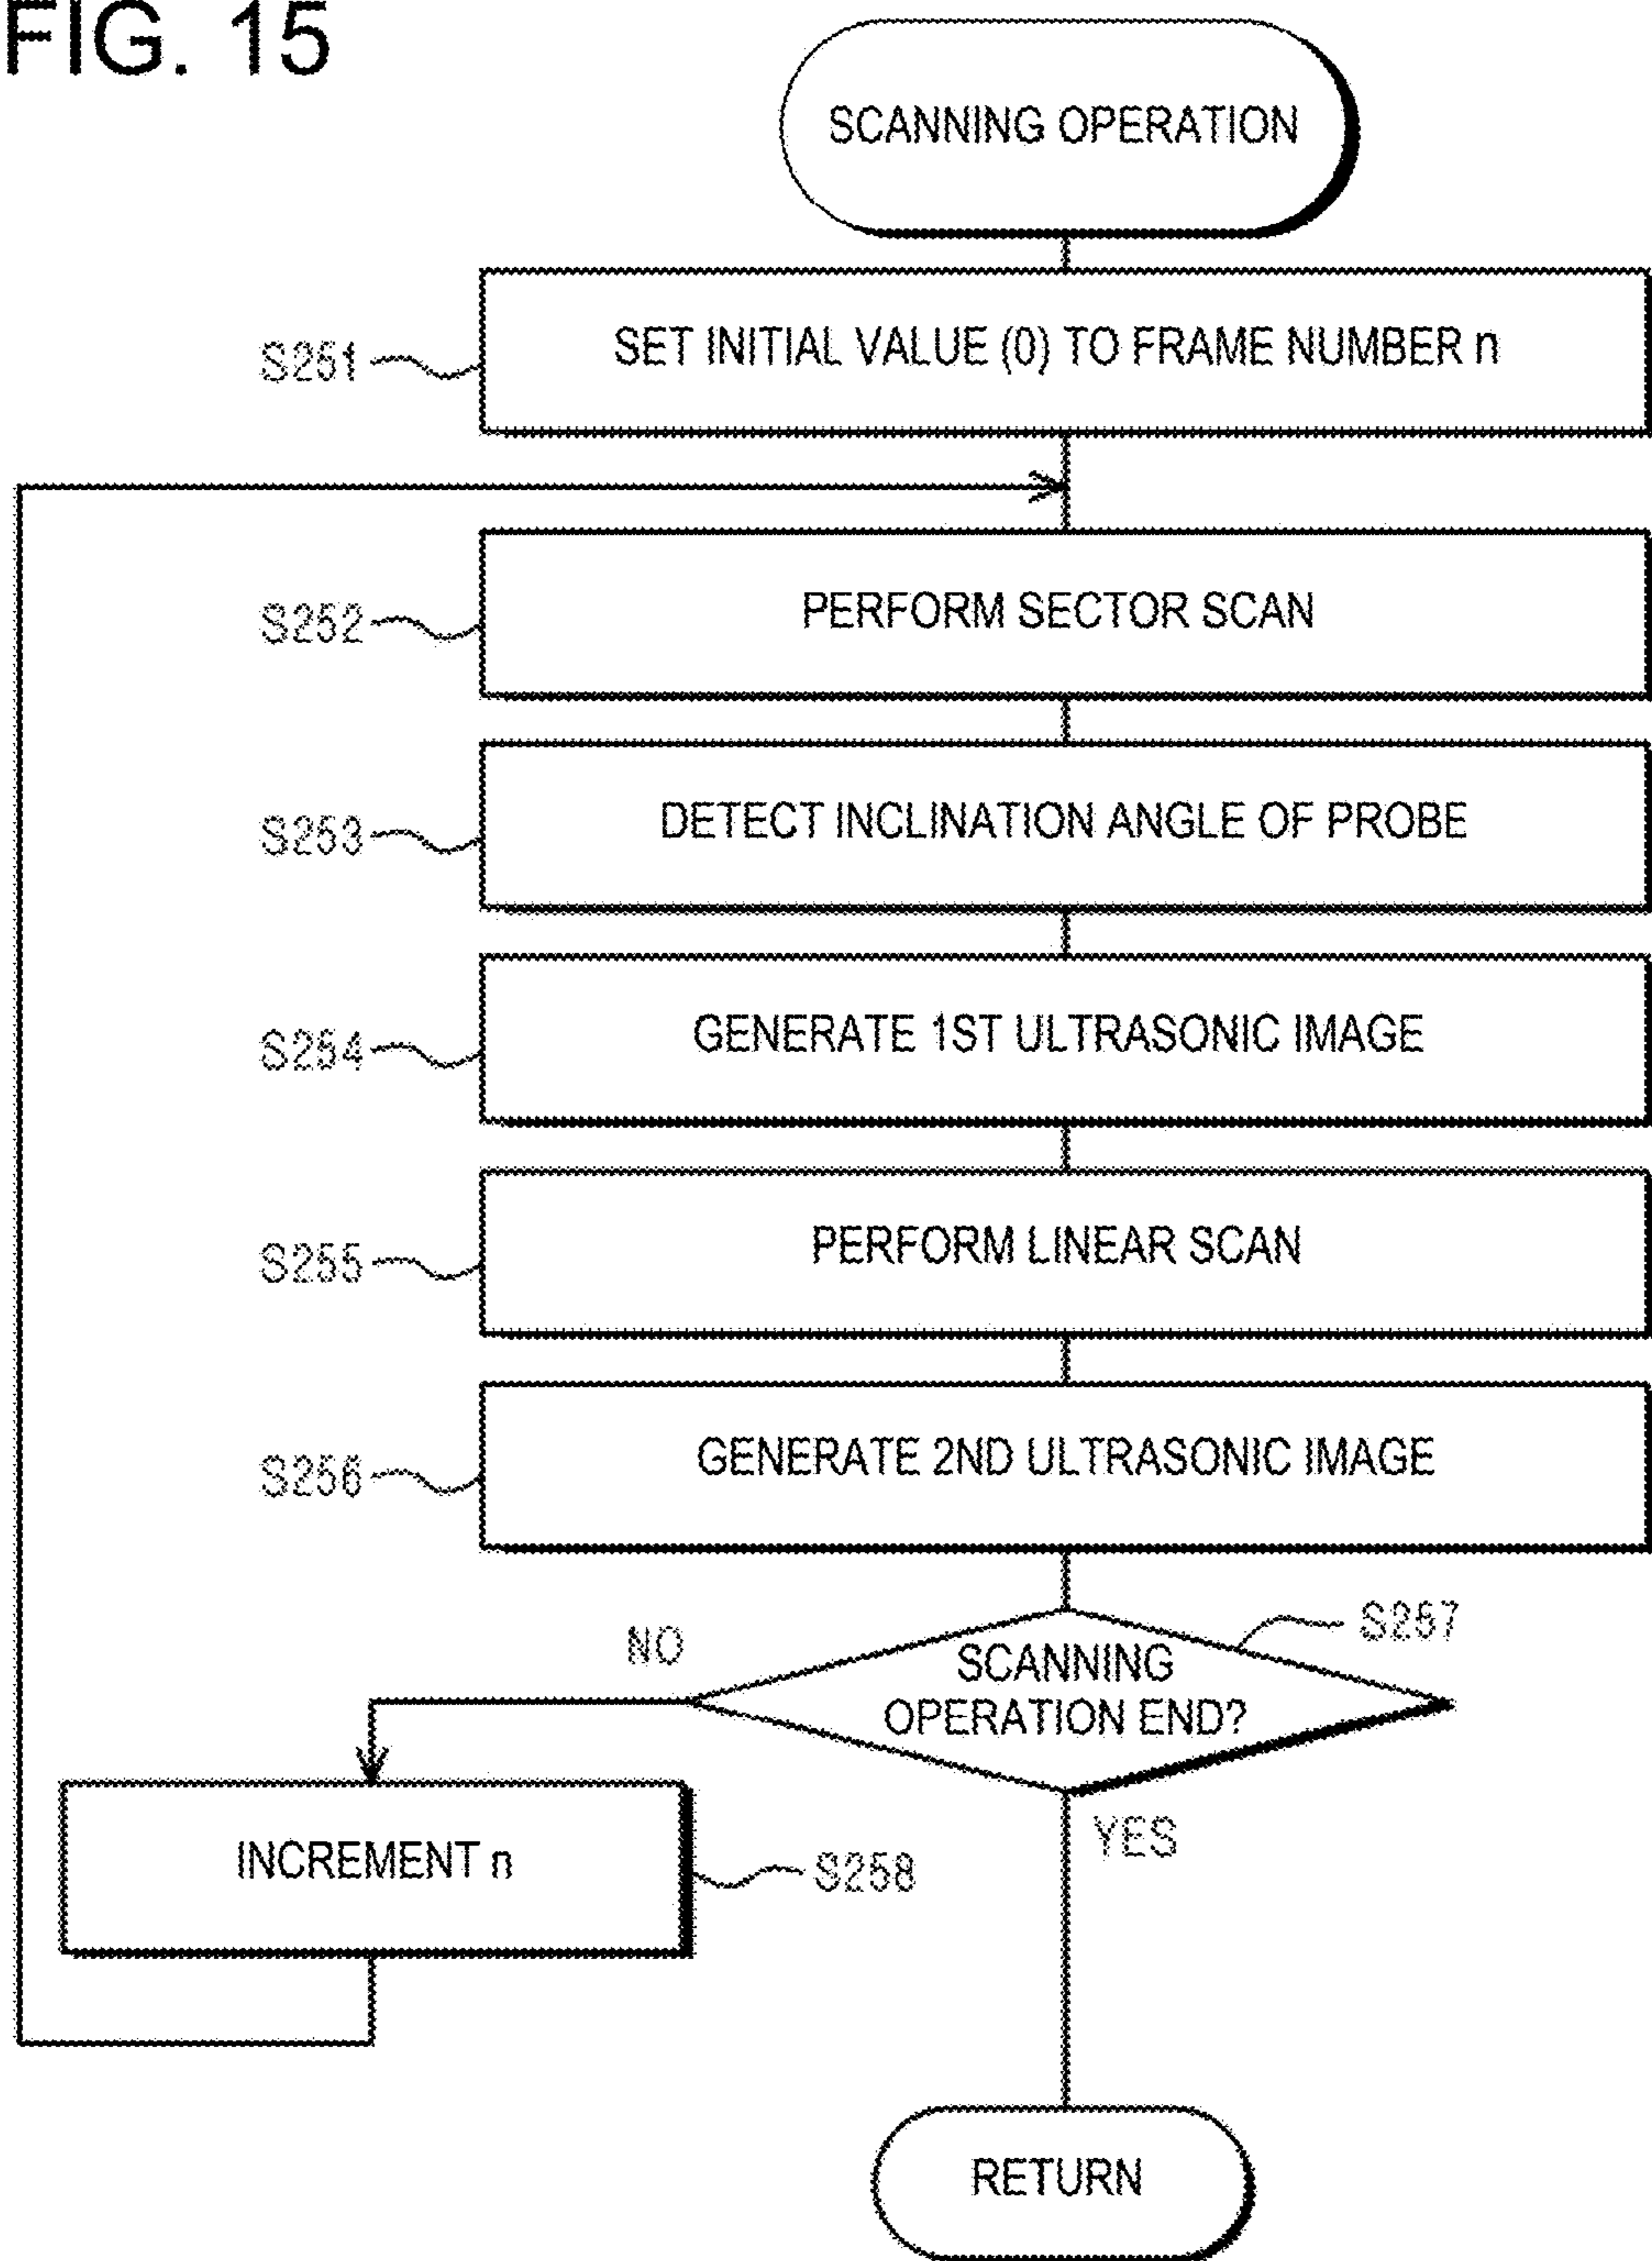 FIG. 15
SCANNING OPERATION
S251
SET INITIAL VALUE (0) TO FRAME NUMBER n
S252
PERFORM SECTOR SCAN
S253
DETECT INCLINATION ANGLE OF PROBE
S254
GENERATE 1ST ULTRASONIC IMAGE
S255
PERFORM LINEAR SCAN
S256
GENERATE 2ND ULTRASONIC IMAGE
S257
NO
SCANNING
OPERATION END?
YES
INCREMENT n
S258
RETURN